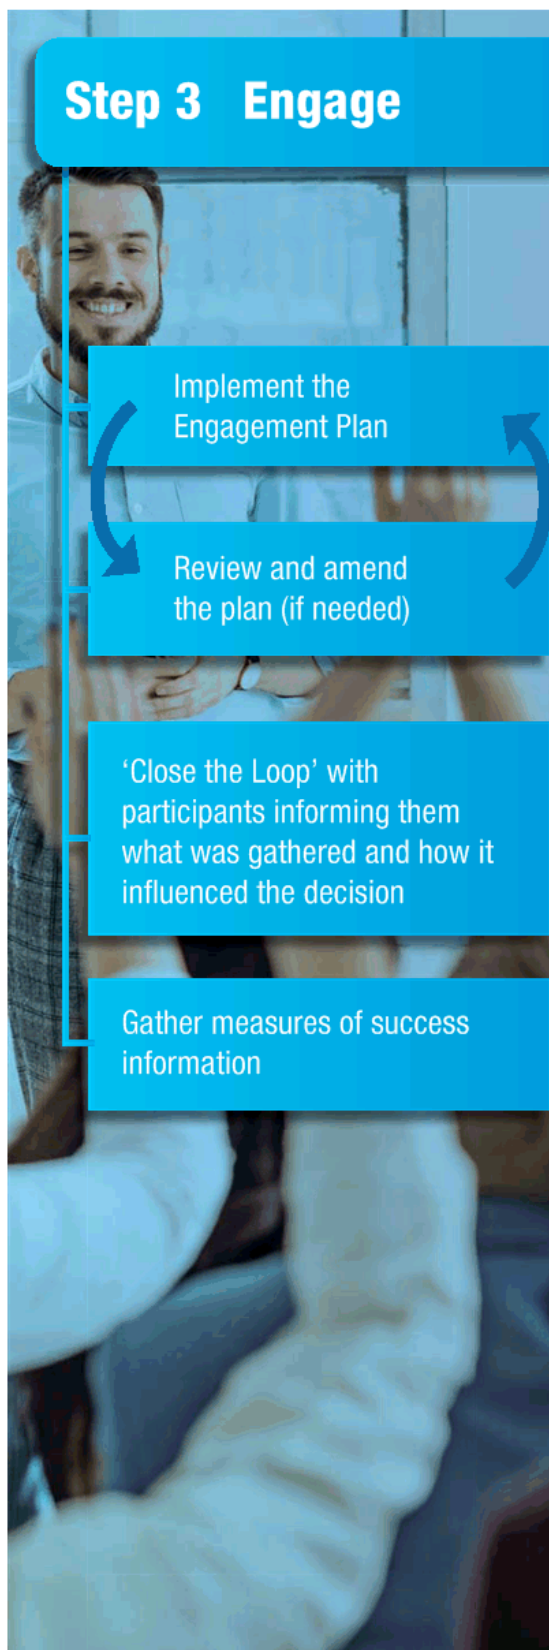 Step 3 Engage
Implement the
Engagement Plan
Review and amend
the plan (if needed)
‘Close the Loop’ with
participants informing them
what was gathered and how it
influenced the decision
Gather measures of success
information